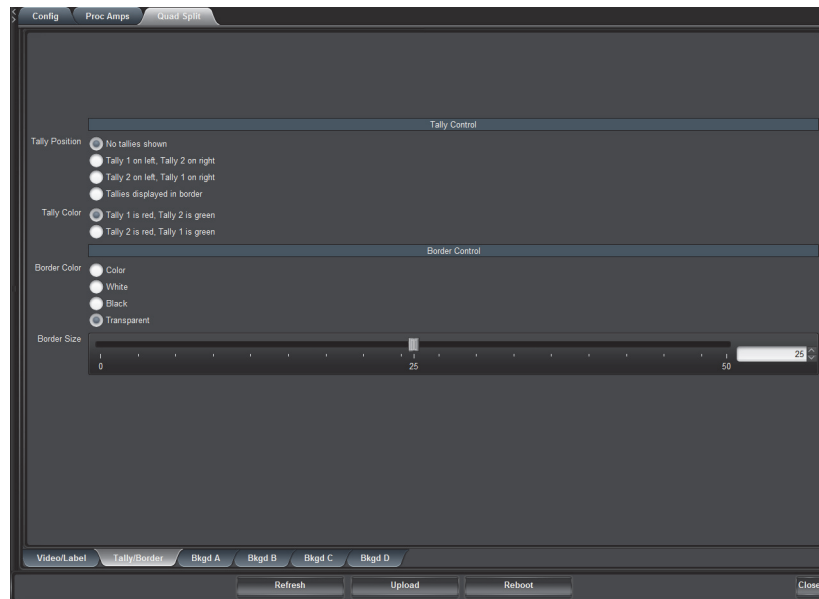 Config Proc Amps Quad Split
Tally Control
Tally Position No tallies shown
Tally 1 on left, Tally 2 on right
Tally 2 on left, Tally 1 on right
Tallies displayed in border
Tally Color Tally 1 is red, Tally 2 is green
Tally 2 is red, Tally 1 is green
Border Control
Border Color Color
White
Black
Transparent
Border Size 25
0 25 50
Video/Label Tally/Border Bkgd A Bkgd B Bkgd C Bkgd D
Refresh Upload Reboot Close